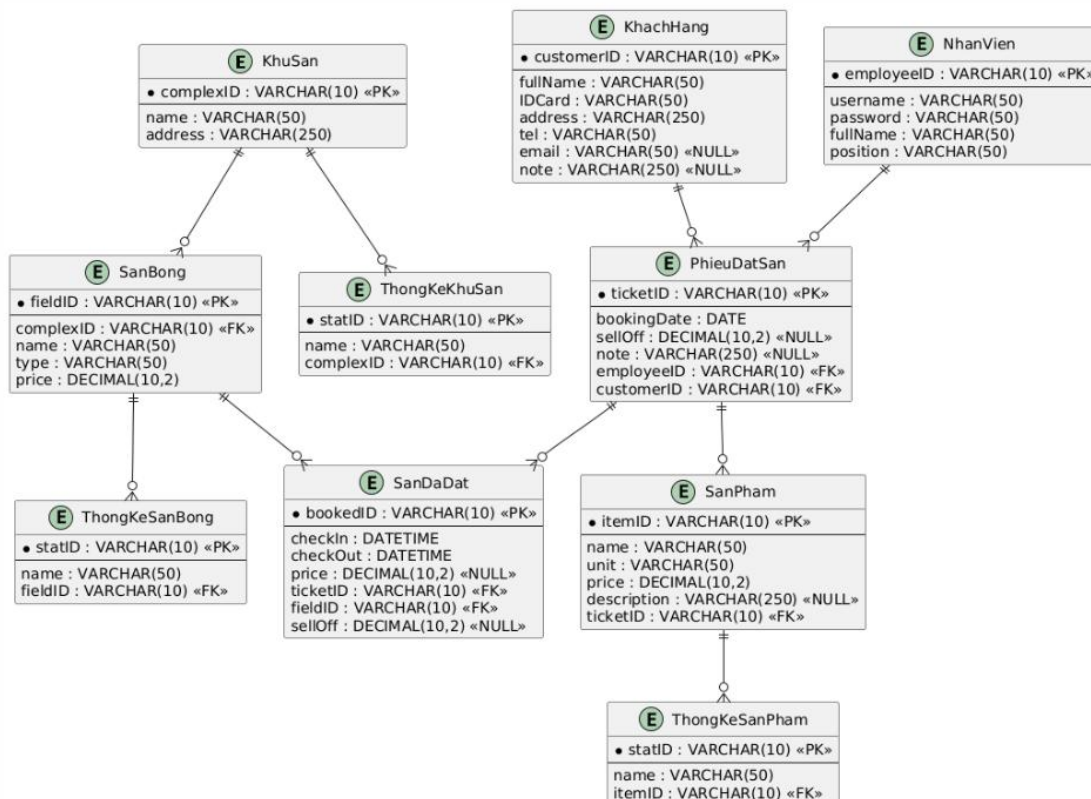 E KhuSan
complexID : VARCHAR(10) «PK»
name : VARCHAR(50)
address : VARCHAR(250)
E KhachHang
customerID : VARCHAR(10) «PK»
fullName : VARCHAR(50)
IDCard : VARCHAR(50)
address : VARCHAR(250)
tel : VARCHAR(50)
email : VARCHAR(50) «NULL»
note : VARCHAR(250) «NULL»
E NhanVien
employeeID : VARCHAR(10) «PK»
username : VARCHAR(50)
password : VARCHAR(50)
fullName : VARCHAR(50)
position : VARCHAR(50)
E SanBong
fieldID : VARCHAR(10) «PK»
complexID : VARCHAR(10) «FK»
name : VARCHAR(50)
type : VARCHAR(50)
price : DECIMAL(10,2)
E ThongKeKhuSan
statID : VARCHAR(10) «PK»
name : VARCHAR(50)
complexID : VARCHAR(10) «FK»
E PhieuDatSan
ticketID : VARCHAR(10) «PK»
bookingDate : DATE
sellOff : DECIMAL(10,2) «NULL»
note : VARCHAR(250) «NULL»
employeeID : VARCHAR(10) «FK»
customerID : VARCHAR(10) «FK»
E ThongKeSanBong
statID : VARCHAR(10) «PK»
name : VARCHAR(50)
fieldID : VARCHAR(10) «FK»
E SanDaDat
bookedID : VARCHAR(10) «PK»
checkIn : DATETIME
checkOut : DATETIME
price : DECIMAL(10,2) «NULL»
ticketID : VARCHAR(10) «FK»
fieldID : VARCHAR(10) «FK»
sellOff : DECIMAL(10,2) «NULL»
E SanPham
itemID : VARCHAR(10) «PK»
name : VARCHAR(50)
unit : VARCHAR(50)
price : DECIMAL(10,2)
description : VARCHAR(250) «NULL»
ticketID : VARCHAR(10) «FK»
E ThongKeSanPham
statID : VARCHAR(10) «PK»
name : VARCHAR(50)
itemID : VARCHAR(10) «FK»